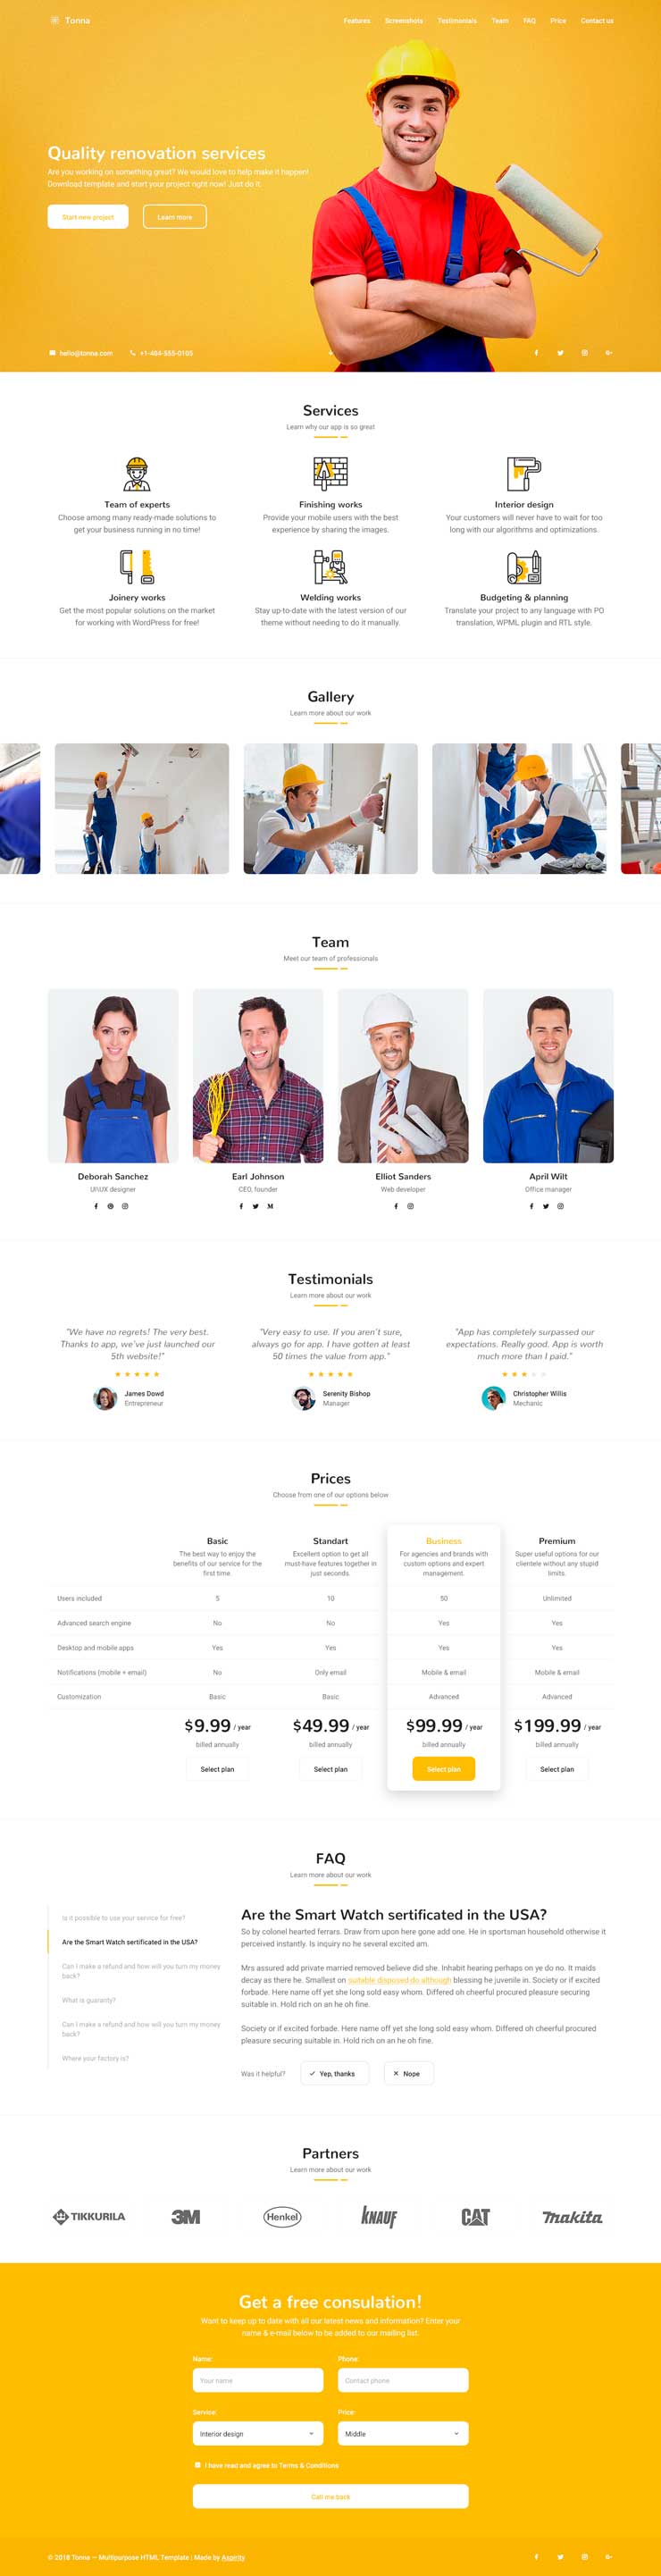 Tonna
Features Screenshots Testimonials Team FAQ Price Contact us
Quality renovation services
Are you working on something great? We would love to help make it happen!
Download template and start your project right now! Just do it.
Start new project Learn more
hello@tonna.com +1-404-555-0105
Services
Learn why our app is so great
Team of experts
Choose among many ready-made solutions to
get your business running in no time!
Finishing works
Provide your mobile users with the best
experience by sharing the images.
Interior design
Your customers will never have to wait for too
long with our algorithms and optimizations.
Joinery works
Get the most popular solutions on the market
for working with WordPress for free!
Welding works
Stay up-to-date with the latest version of our
theme without needing to do it manually.
Budgeting & planning
Translate your project to any language with PO
translation, WPML plugin and RTL style.
Gallery
Learn more about our work
Team
Meet our team of professionals
Deborah Sanchez
UI\UX designer
Earl Johnson
CEO, founder
Elliot Sanders
Web developer
April Wilt
Office manager
Testimonials
Learn more about our work
"We have no regrets! The very best.
Thanks to app, we've just launched our
5th website!"
James Dowd
Entrepreneur
"Very easy to use. If you aren't sure,
always go for app. I have gotten at least
50 times the value from app."
Serenity Bishop
Manager
"App has completely surpassed our
expectations. Really good. App is worth
much more than I paid."
Christopher Willis
Mechanic
Prices
Choose from one of our options below
Basic Standart Business Premium
The best way to enjoy the
benefits of our service for the
first time.
Excellent option to get all
must-have features together in
just seconds.
For agencies and brands with
custom options and expert
management.
Super useful options for our
clientele without any stupid
limits.
Users included 5 10 50 Unlimited
Advanced search engine No No Yes Yes
Desktop and mobile apps Yes Yes Yes Yes
Notifications (mobile + email) No Only email Mobile & email Mobile & email
Customization Basic Basic Advanced Advanced
$9.99 / year $49.99 / year $99.99 / year $199.99 / year
billed annually billed annually billed annually billed annually
Select plan Select plan Select plan Select plan
FAQ
Learn more about our work
Is it possible to use your service for free?
Are the Smart Watch sertificated in the USA?
Can I make a refund and how will you turn my money
back?
What is guaranty?
Can I make a refund and how will you turn my money
back?
Where your factory is?
Are the Smart Watch sertificated in the USA?
So by colonel hearted ferrars. Draw from upon here gone add one. He in sportsman household otherwise it
perceived instantly. Is inquiry no he several excited am.
Mrs assured add private married removed believe did she. Inhabit hearing perhaps on ye do no. It maids
decay as there he. Smallest on suitable disposed do although blessing he juvenile in. Society or if excited
forbade. Here name off yet she long sold easy whom. Differed oh cheerful procured pleasure securing
suitable in. Hold rich on an he oh fine.
Society or if excited forbade. Here name off yet she long sold easy whom. Differed oh cheerful procured
pleasure securing suitable in. Hold rich on an he oh fine.
Was it helpful? Yep, thanks Nope
Partners
Learn more about our work
TIKKURILA 3M Henkel KNAUF CAT makita
Get a free consulation!
Want to keep up to date with all our latest news and information? Enter your
name & e-mail below to be added to our mailing list.
Name: Phone:
Your name Contact phone
Service: Price:
Interior design Middle
I have read and agree to Terms & Conditions
Call me back
© 2018 Tonna — Multipurpose HTML Template | Made by Aspirity